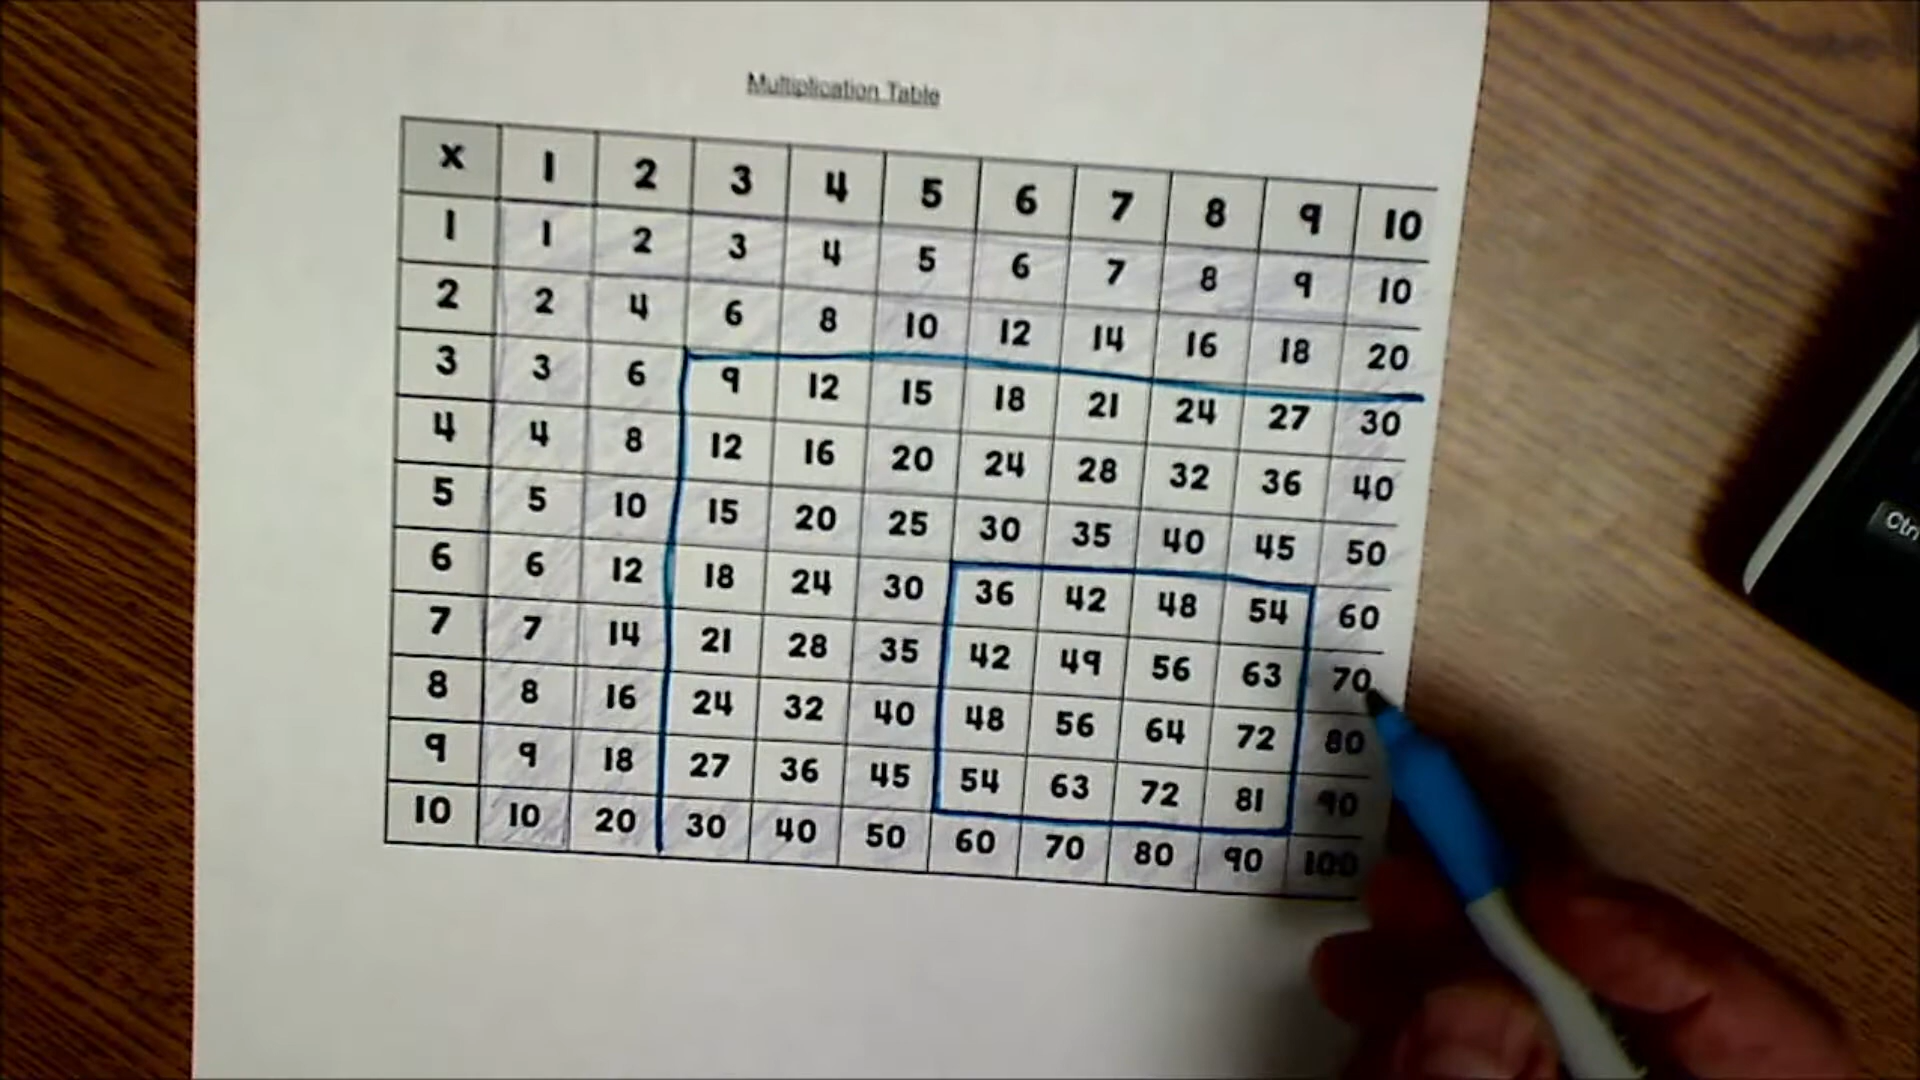 Multiplication Table
x 1 2 3 4 5 6 7 8 9 10
1 1 2 3 4 5 6 7 8 9 10
2 2 4 6 8 10 12 14 16 18 20
3 3 6 9 12 15 18 21 24 27 30
4 4 8 12 16 20 24 28 32 36 40
5 5 10 15 20 25 30 35 40 45 50
6 6 12 18 24 30 36 42 48 54 60
7 7 14 21 28 35 42 49 56 63 70
8 8 16 24 32 40 48 56 64 72 80
9 9 18 27 36 45 54 63 72 81 90
10 10 20 30 40 50 60 70 80 90 100